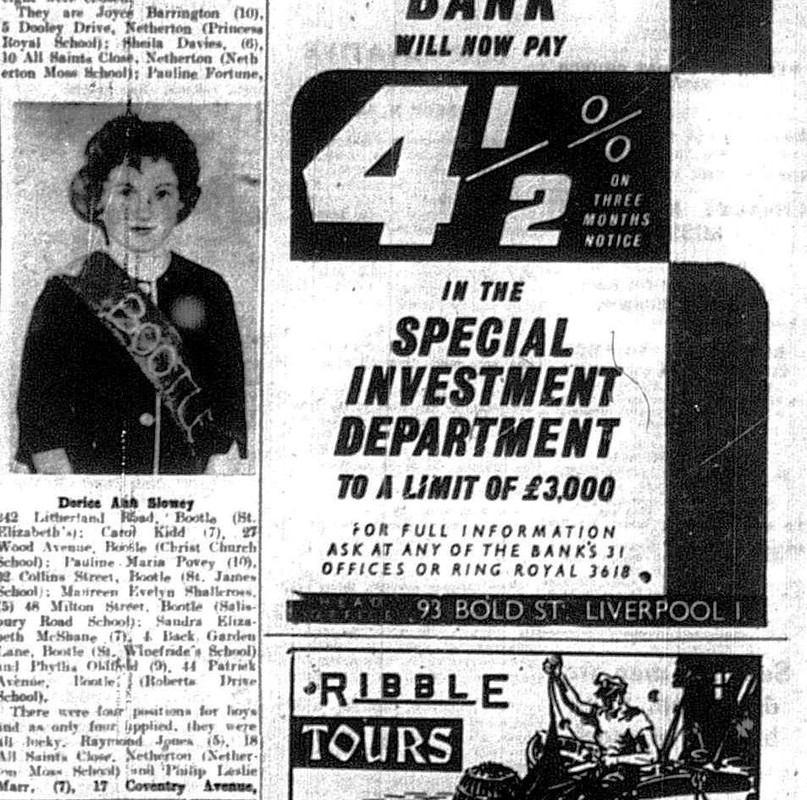 They are Joyce Barrington (10),
5 Dooley Drive, Netherton (Princess
Royal School); Sheila Davies, (6),
10 All Saints Close, Netherton (Neth
erton Moss School); Pauline Fortune,
BOOTLE
Dorice Ann Slowey
242 Litherland Road, Bootle (St.
Elizabeth's); Carol Kidd (7), 27
Wood Avenue, Bootle (Christ Church
School); Pauline Maria Povey (10),
92 Collins Street, Bootle (St. James
School); Maureen Evelyn Shallcross,
(5) 48 Milton Street, Bootle (Salis-
bury Road School); Sandra Eliza-
beth McShane (7), 4 Back Garden
Lane, Bootle (St. Winefride's School)
and Phyllis Oldfield (9), 44 Patrick
Avenue, Bootle (Roberts Drive
School).
There were four positions for boys
and as only four applied, they were
all lucky. Raymond Jones (5), 18
All Saints Close, Netherton (Nether-
ton Moss School) and Philip Leslie
Marr, (7), 17 Coventry Avenue,
BANK
WILL NOW PAY
4 1/2 %
ON
THREE
MONTHS
NOTICE
IN THE
SPECIAL
INVESTMENT
DEPARTMENT
TO A LIMIT OF £3,000
FOR FULL INFORMATION
ASK AT ANY OF THE BANK'S 31
OFFICES OR RING ROYAL 3618
93 BOLD ST. LIVERPOOL 1
RIBBLE
TOURS